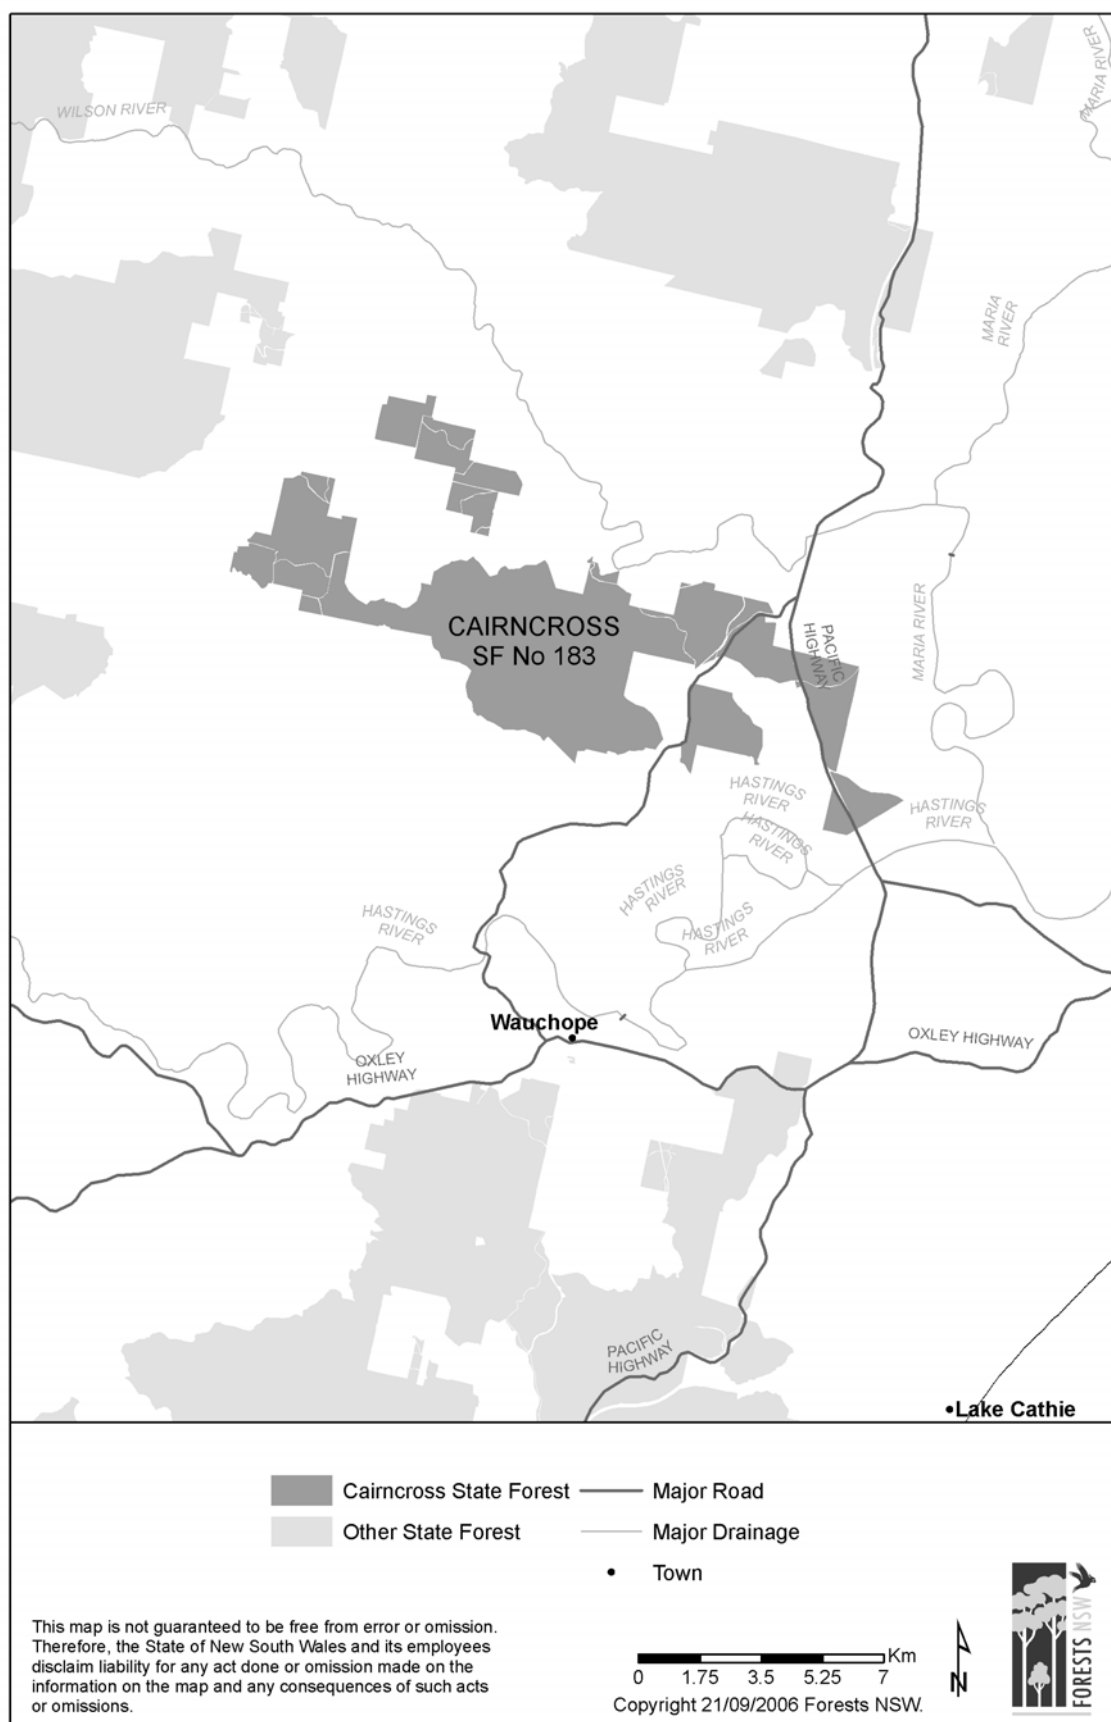 WILSON RIVER
MARIA RIVER
MARIA RIVER
MARIA
RIVER
CAIRNCROSS
SF No 183
PACIFIC
HIGHWAY
MARIA RIVER
HASTINGS
RIVER
HASTINGS
RIVER
HASTINGS
RIVER
HASTINGS
RIVER
HASTINGS
RIVER
HASTINGS
RIVER
Wauchope
OXLEY HIGHWAY
OXLEY
HIGHWAY
PACIFIC
HIGHWAY
Lake Cathie
Cairncross State Forest
Major Road
Other State Forest
Major Drainage
Town
This map is not guaranteed to be free from error or omission.
Therefore, the State of New South Wales and its employees
disclaim liability for any act done or omission made on the
information on the map and any consequences of such acts
or omissions.
Km
0 1.75 3.5 5.25 7
Copyright 21/09/2006 Forests NSW.
N
FORESTS NSW